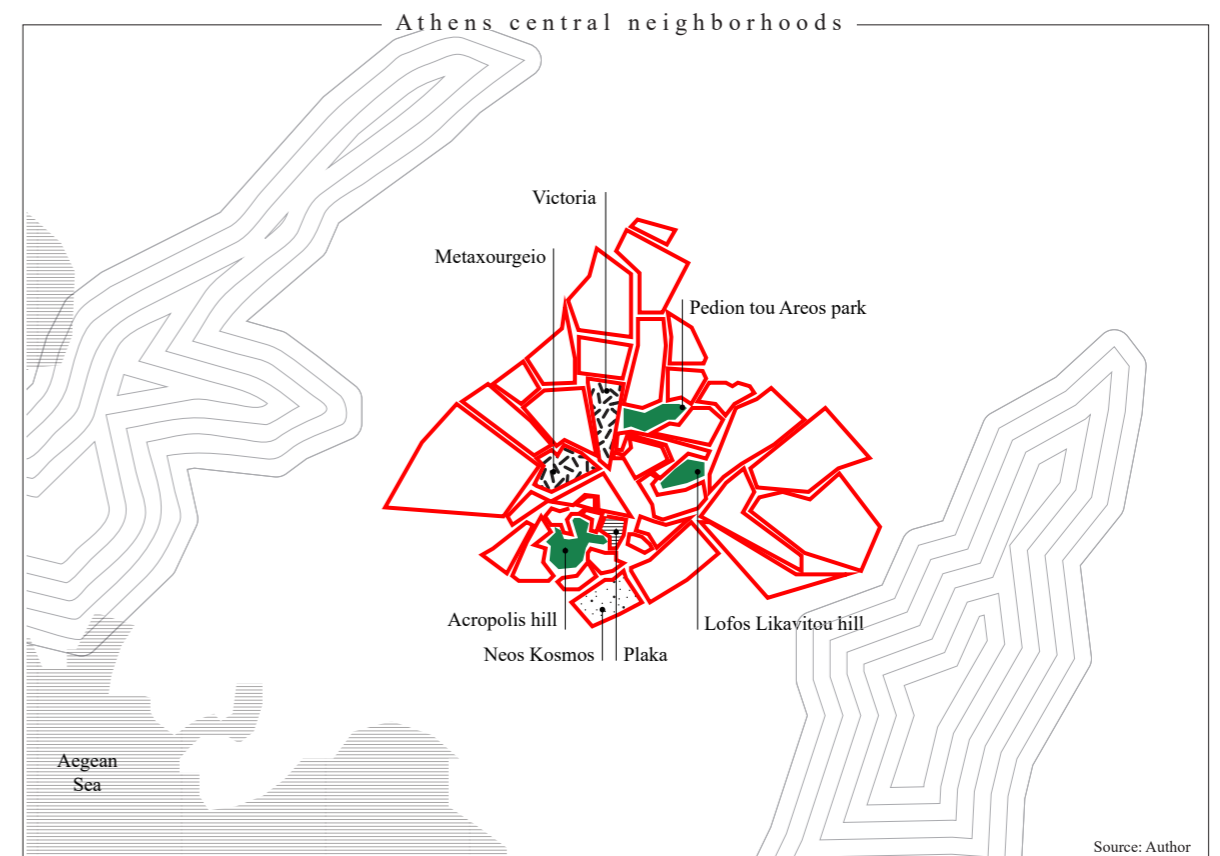 Athens central neighborhoods
Victoria
Metaxourgeio
Pedion tou Areos park
Acropolis hill
Lofos Likavitou hill
Neos Kosmos
Plaka
Aegean
Sea
Source: Author